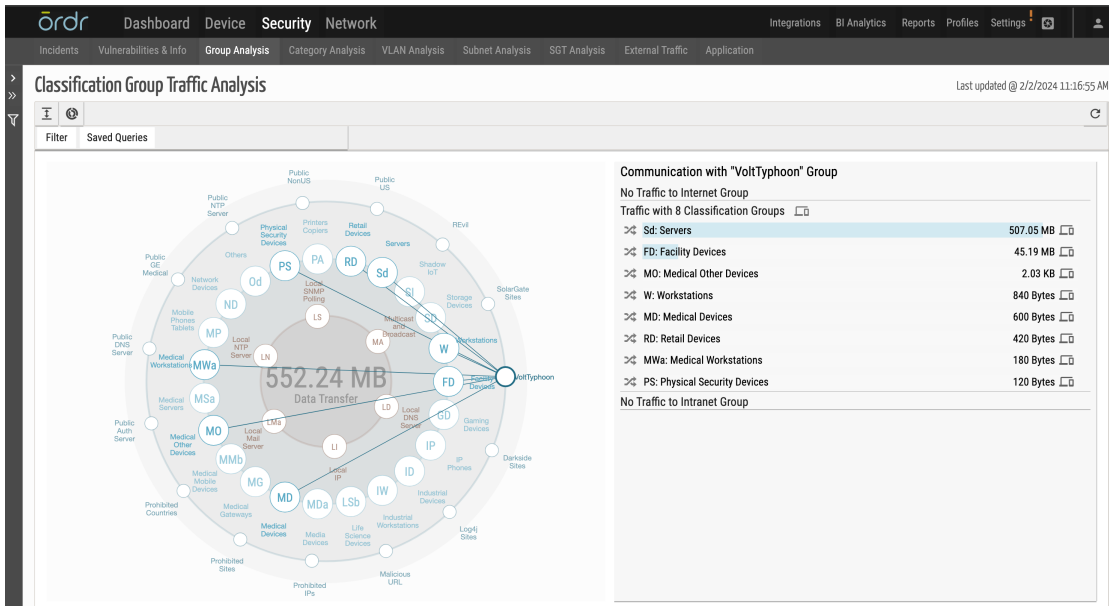 ōrdr
Dashboard Device Security Network
Integrations BI Analytics Reports Profiles Settings !
Incidents Vulnerabilities & Info Group Analysis Category Analysis VLAN Analysis Subnet Analysis SGT Analysis External Traffic Application
Classification Group Traffic Analysis
Last updated @ 2/2/2024 11:16:55 AM
Filter Saved Queries
Public
NonUS
Public
US
Public
NTP
Server
REvil
Public
GE
Medical
SolarGate
Sites
Public
DNS
Server
VoltTyphoon
Public
Auth
Server
Darkside
Sites
Prohibited
Countries
Log4j
Sites
Prohibited
Sites
Malicious
URL
Prohibited
IPs
Physical
Security
Devices
PS
Printers
Copiers
PA
Retail
Devices
RD
Servers
Sd
Shadow
IoT
SI
Storage
Devices
SD
Workstations
W
Facility
Devices
FD
Gaming
Devices
GD
IP
Phones
IP
Industrial
Devices
ID
Industrial
Workstations
IW
Life
Science
Devices
LSb
Media
Devices
MDa
Medical
Devices
MD
Medical
Gateways
MG
Medical
Mobile
Devices
MMb
Medical
Other
Devices
MO
Medical
Servers
MSa
Medical
Workstations
MWa
Mobile
Phones
Tablets
MP
Network
Devices
ND
Others
Od
Local
SNMP
Polling
LS
Multicast
and
Broadcast
MA
Local
NTP
Server
LN
Local
DNS
Server
LD
Local
Mail
Server
LMa
Local
IP
LI
552.24 MB
Data Transfer
Communication with "VoltTyphoon" Group
No Traffic to Internet Group
Traffic with 8 Classification Groups
Sd: Servers 507.05 MB
FD: Facility Devices 45.19 MB
MO: Medical Other Devices 2.03 KB
W: Workstations 840 Bytes
MD: Medical Devices 600 Bytes
RD: Retail Devices 420 Bytes
MWa: Medical Workstations 180 Bytes
PS: Physical Security Devices 120 Bytes
No Traffic to Intranet Group